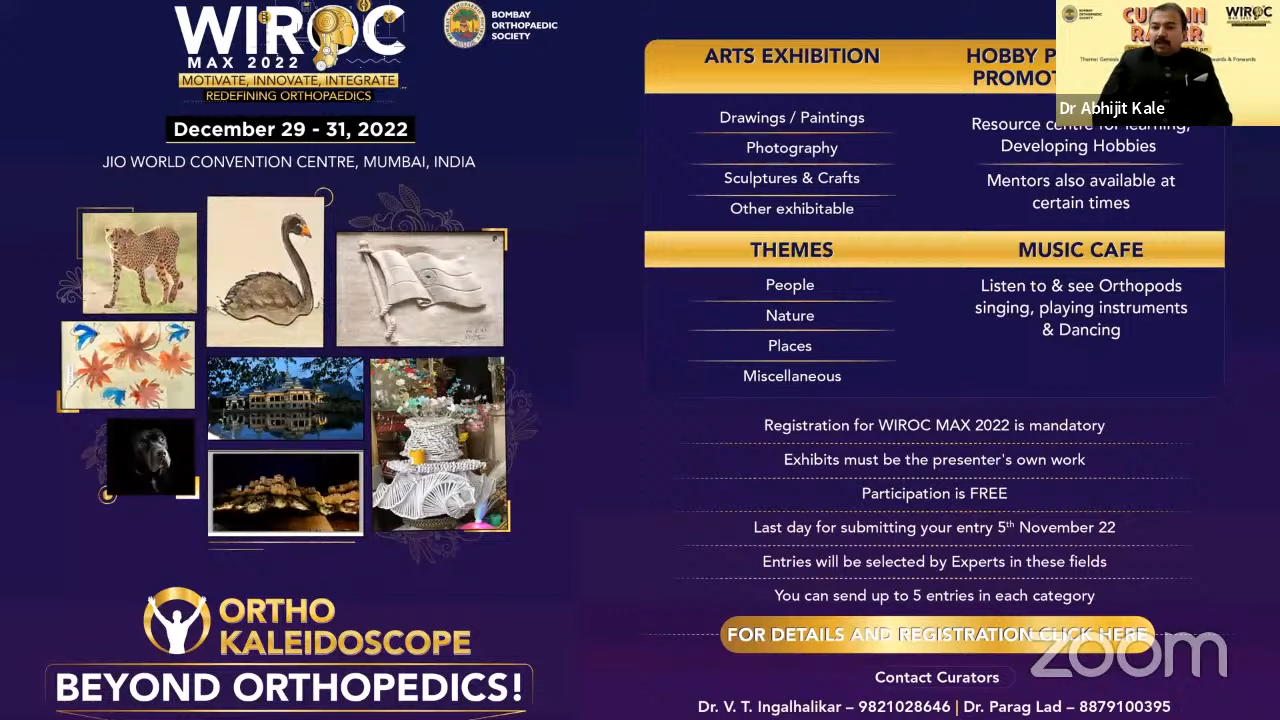 WIROC
MAX 2022
MOTIVATE, INNOVATE, INTEGRATE
REDEFINING ORTHOPAEDICS
BOMBAY
ORTHOPAEDIC
SOCIETY
December 29 - 31, 2022
JIO WORLD CONVENTION CENTRE, MUMBAI, INDIA
ORTHO
KALEIDOSCOPE
BEYOND ORTHOPEDICS!
ARTS EXHIBITION
Drawings / Paintings
Photography
Sculptures & Crafts
Other exhibitable
HOBBY
Resource centre for learning,
Developing Hobbies
Mentors also available at
certain times
THEMES
People
Nature
Places
Miscellaneous
MUSIC CAFE
Listen to & see Orthopods
singing, playing instruments
& Dancing
Registration for WIROC MAX 2022 is mandatory
Exhibits must be the presenter's own work
Participation is FREE
Last day for submitting your entry 5th November 22
Entries will be selected by Experts in these fields
You can send up to 5 entries in each category
FOR DETAILS AND REGISTRATION CLICK HERE
Contact Curators
Dr. V. T. Ingalhalikar – 9821028646 | Dr. Parag Lad – 8879100395
WIROC
Dr Abhijit Kale
zoom